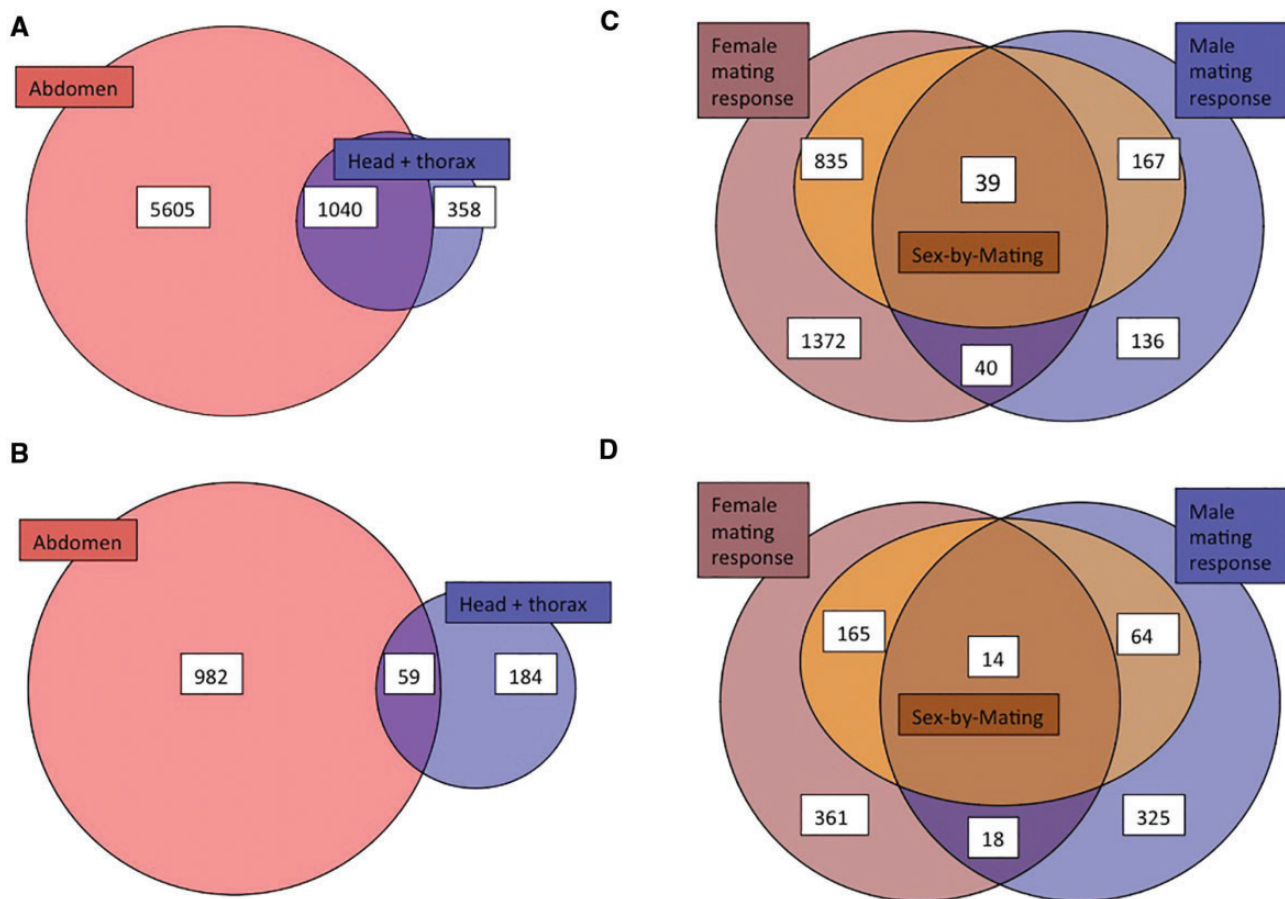 A
Abdomen
Head + thorax
5605
1040
358
B
Abdomen
Head + thorax
982
59
184
C
Female
mating
response
Male
mating
response
835
39
167
Sex-by-Mating
1372
40
136
D
Female
mating
response
Male
mating
response
165
14
64
Sex-by-Mating
361
18
325